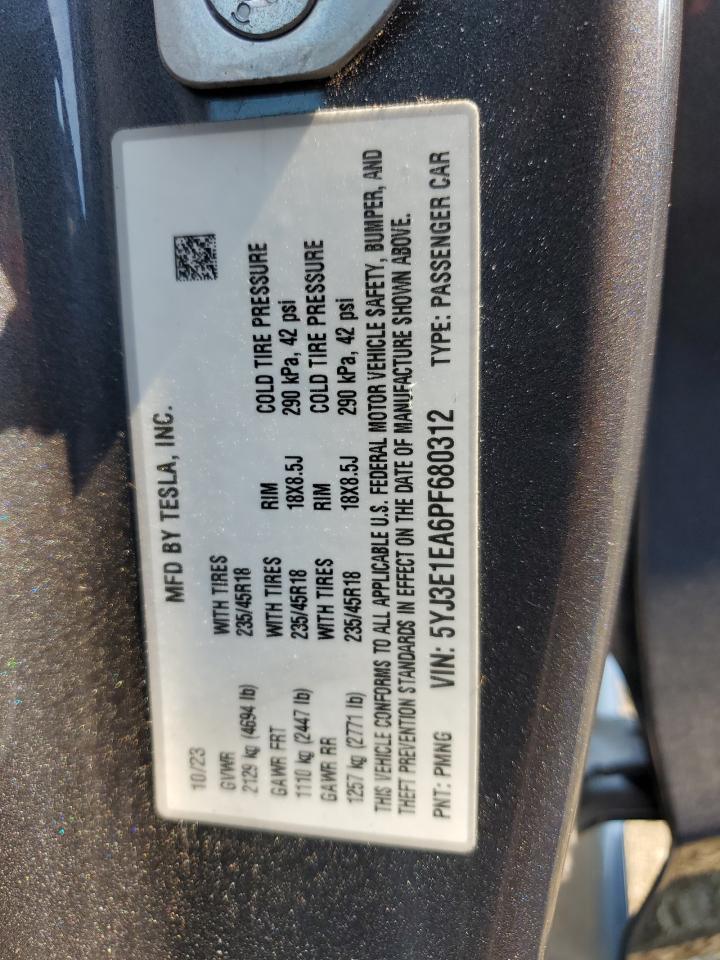 10/23 MFD BY TESLA, INC.
GVWR WITH TIRES
2129 kg (4694 lb) 235/45R18
GAWR FRT WITH TIRES RIM COLD TIRE PRESSURE
1110 kg (2447 lb) 235/45R18 18X8.5J 290 kPa, 42 psi
GAWR RR WITH TIRES RIM COLD TIRE PRESSURE
1257 kg (2771 lb) 235/45R18 18X8.5J 290 kPa, 42 psi
THIS VEHICLE CONFORMS TO ALL APPLICABLE U.S. FEDERAL MOTOR VEHICLE SAFETY, BUMPER, AND
THEFT PREVENTION STANDARDS IN EFFECT ON THE DATE OF MANUFACTURE SHOWN ABOVE.
PNT: PMNG VIN: 5YJ3E1EA6PF680312 TYPE: PASSENGER CAR